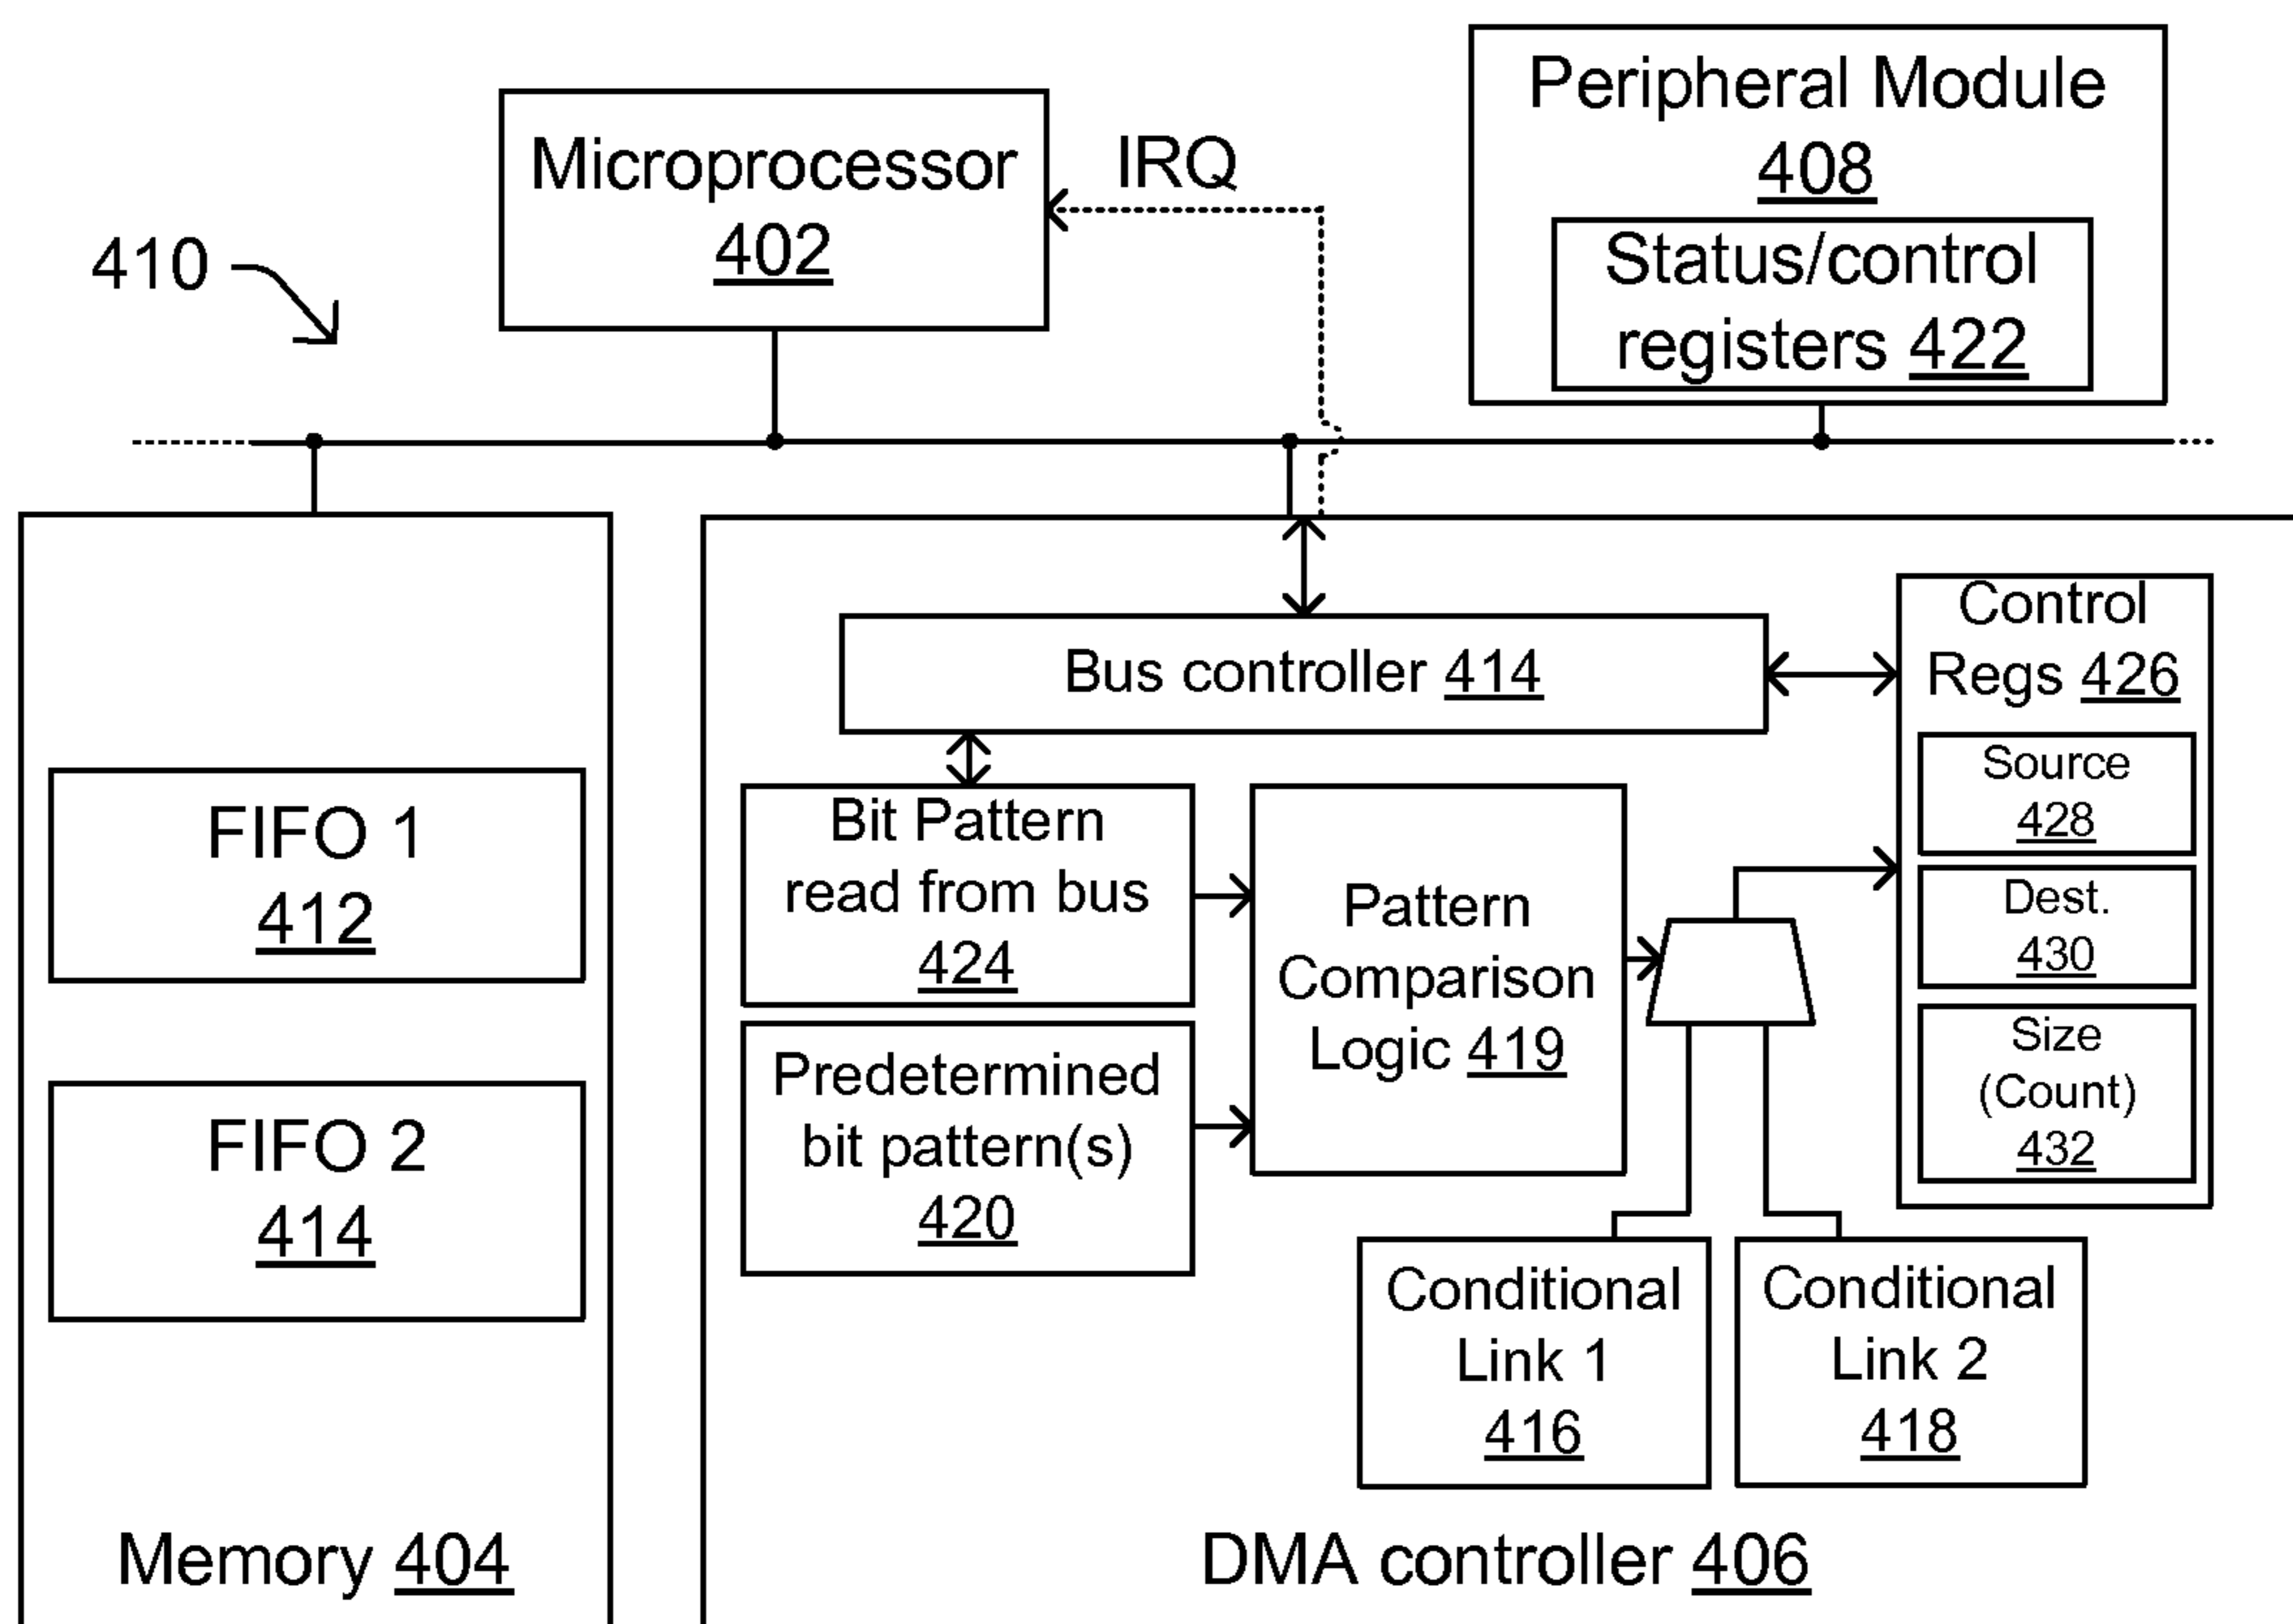 Microprocessor
402
IRQ
Peripheral Module
408
Status/control
registers 422
410
FIFO 1
412
FIFO 2
414
Memory 404
Bus controller 414
Control
Regs 426
Source
428
Dest.
430
Size
(Count)
432
Bit Pattern
read from bus
424
Predetermined
bit pattern(s)
420
Pattern
Comparison
Logic 419
Conditional
Link 1
416
Conditional
Link 2
418
DMA controller 406